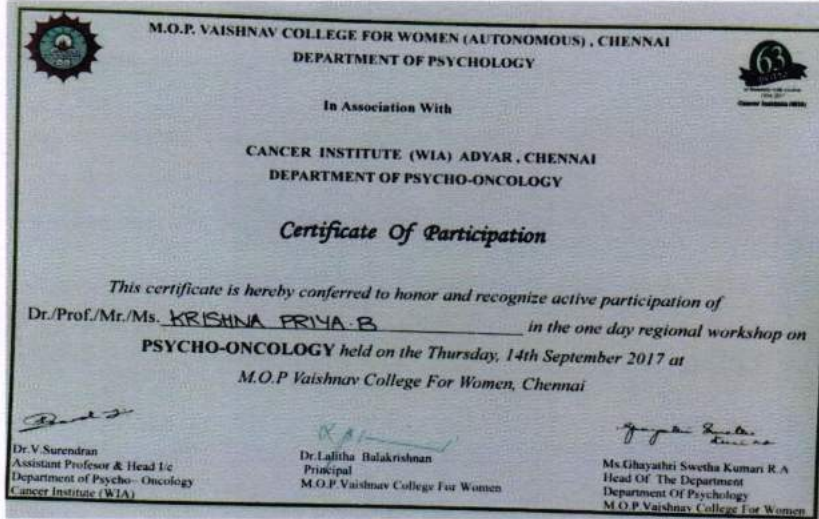 M.O.P. VAISHNAV COLLEGE FOR WOMEN (AUTONOMOUS) , CHENNAI
DEPARTMENT OF PSYCHOLOGY
63
In Association With
Cancer Institute (WIA)
CANCER INSTITUTE (WIA) ADYAR , CHENNAI
DEPARTMENT OF PSYCHO-ONCOLOGY
Certificate Of Participation
This certificate is hereby conferred to honor and recognize active participation of
Dr./Prof./Mr./Ms. KRISHNA PRIYA.B in the one day regional workshop on
PSYCHO-ONCOLOGY held on the Thursday, 14th September 2017 at
M.O.P Vaishnav College For Women, Chennai
Dr.V.Surendran
Assistant Profesor & Head I/c
Department of Psycho- Oncology
Cancer Institute (WIA)
Dr.Lalitha Balakrishnan
Principal
M.O.P.Vaishnav College For Women
Ms.Ghayathri Swetha Kumari R.A
Head Of The Department
Department Of Psychology
M.O.P.Vaishnav College For Women